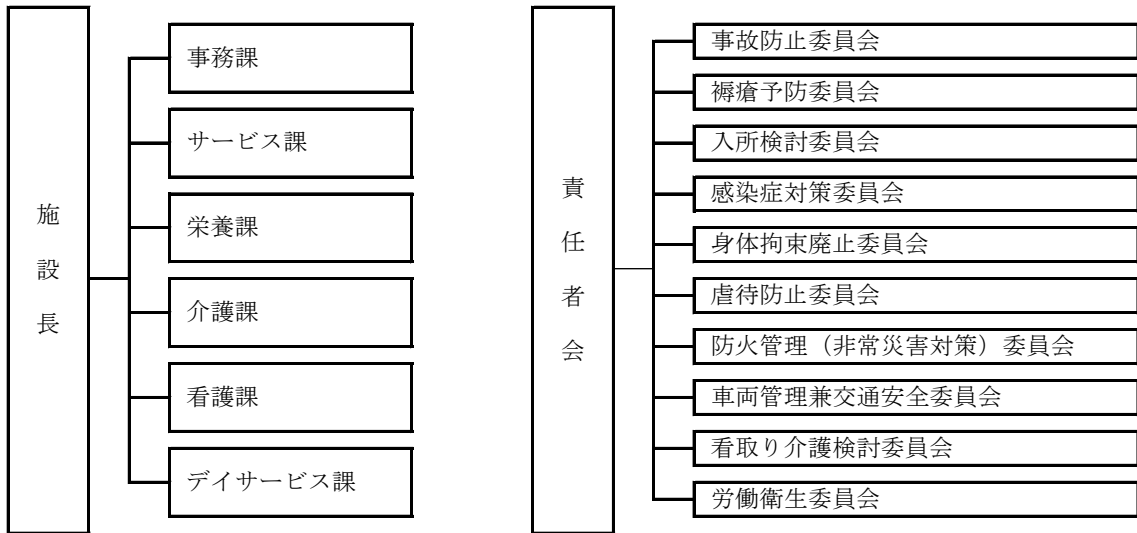 施設長
事務課
サービス課
栄養課
介護課
看護課
デイサービス課
責任者会
事故防止委員会
褥瘡予防委員会
入所検討委員会
感染症対策委員会
身体拘束廃止委員会
虐待防止委員会
防火管理（非常災害対策）委員会
車両管理兼交通安全委員会
看取り介護検討委員会
労働衛生委員会